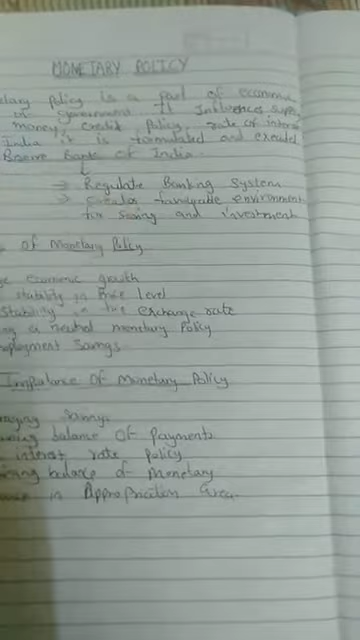 MONETARY POLICY
Policy is a part of economic
of government It Influences supply
money, credit Policy, rate of interest
India it is formulated and executed
Reserve Bank of India.
→ Regulate Banking System
→ favourable environment
for Saving and investment
of Monetary Policy
economic growth
stability in Price level
Stability in the exchange rate
a neutral monetary Policy
Savings
Imbalance Of Monetary Policy
Savings
balance Of Payments
interest rate Policy
balance of Monetary
in Appropriation Area.